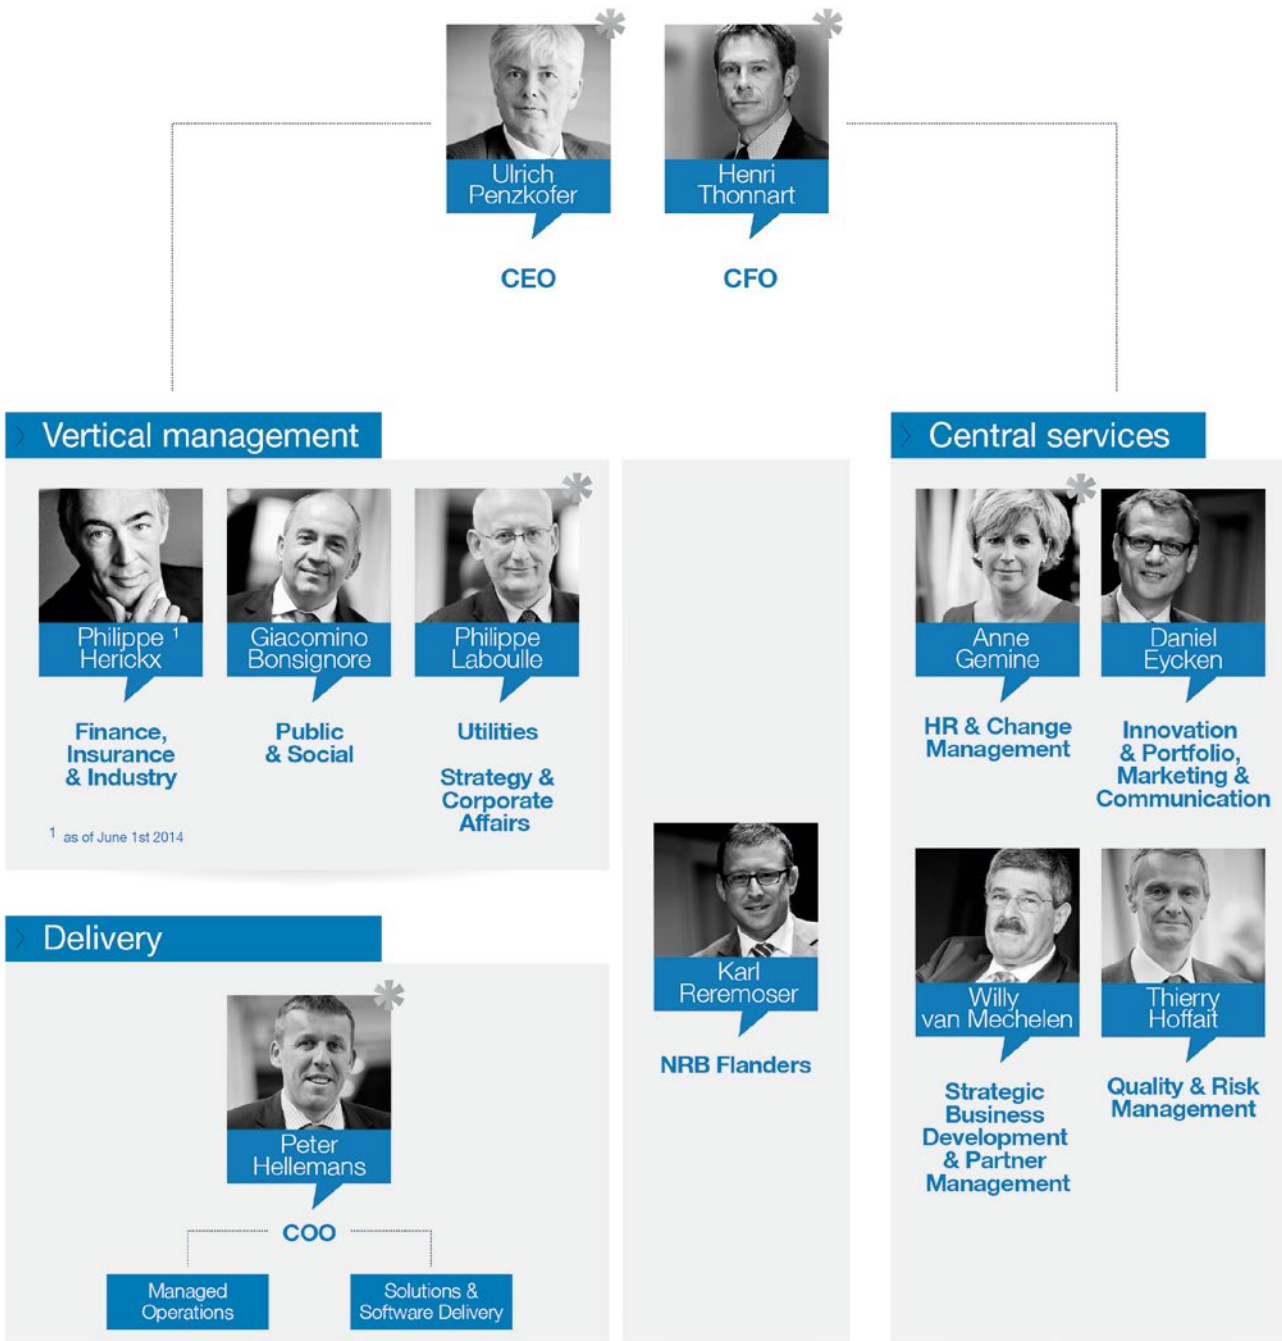 Ulrich
Penzkofer
CEO
Henri
Thonnart
CFO
Vertical management
Philippe 1
Herickx
Finance,
Insurance
& Industry
Giacomino
Bonsignore
Public
& Social
Philippe
Laboulle
Utilities
Strategy &
Corporate
Affairs
1 as of June 1st 2014
Delivery
Peter
Hellemans
COO
Managed
Operations
Solutions &
Software Delivery
Karl
Reremoser
NRB Flanders
Central services
Anne
Gemine
HR & Change
Management
Daniel
Eycken
Innovation
& Portfolio,
Marketing &
Communication
Willy
van Mechelen
Strategic
Business
Development
& Partner
Management
Thierry
Hoffait
Quality & Risk
Management